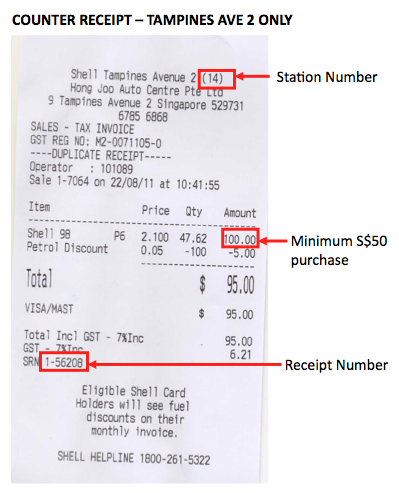 COUNTER RECEIPT – TAMPINES AVE 2 ONLY
Shell Tampines Avenue 2 (14)
Station Number
Hong Joo Auto Centre Pte Ltd
9 Tampines Avenue 2 Singapore 529731
6785 6868
SALES - TAX INVOICE
GST REG NO: M2-0071105-0
----DUPLICATE RECEIPT-----
Operator : 101089
Sale 1-7064 on 22/08/11 at 10:41:55
Item Price Qty Amount
Shell 98 P6 2.100 47.62 100.00
Minimum S$50
purchase
Petrol Discount 0.05 -100 -5.00
Total $ 95.00
VISA/MAST $ 95.00
Total Incl GST - 7%Inc 95.00
GST - 7%Inc 6.21
SRN 1-56208
Receipt Number
Eligible Shell Card
Holders will see fuel
discounts on their
monthly invoice.
SHELL HELPLINE 1800-261-5322